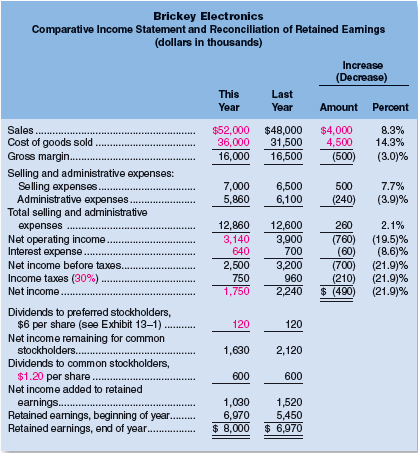 Brickey Electronics
Comparative Income Statement and Reconciliation of Retained Earnings
(dollars in thousands)
Increase
(Decrease)
This Last
Year Year Amount Percent
Sales $52,000 $48,000 $4,000 8.3%
Cost of goods sold 36,000 31,500 4,500 14.3%
Gross margin 16,000 16,500 (500) (3.0)%
Selling and administrative expenses:
Selling expenses 7,000 6,500 500 7.7%
Administrative expenses 5,860 6,100 (240) (3.9%)
Total selling and administrative
expenses 12,860 12,600 260 2.1%
Net operating income 3,140 3,900 (760) (19.5)%
Interest expense 640 700 (60) (8.6%)
Net income before taxes 2,500 3,200 (700) (21.9%)
Income taxes (30%) 750 960 (210) (21.9%)
Net income 1,750 2,240 $ (490) (21.9%)
Dividends to preferred stockholders,
$6 per share (see Exhibit 13–1) 120 120
Net income remaining for common
stockholders 1,630 2,120
Dividends to common stockholders,
$1.20 per share 600 600
Net income added to retained
earnings 1,030 1,520
Retained earnings, beginning of year 6,970 5,450
Retained earnings, end of year $ 8,000 $ 6,970